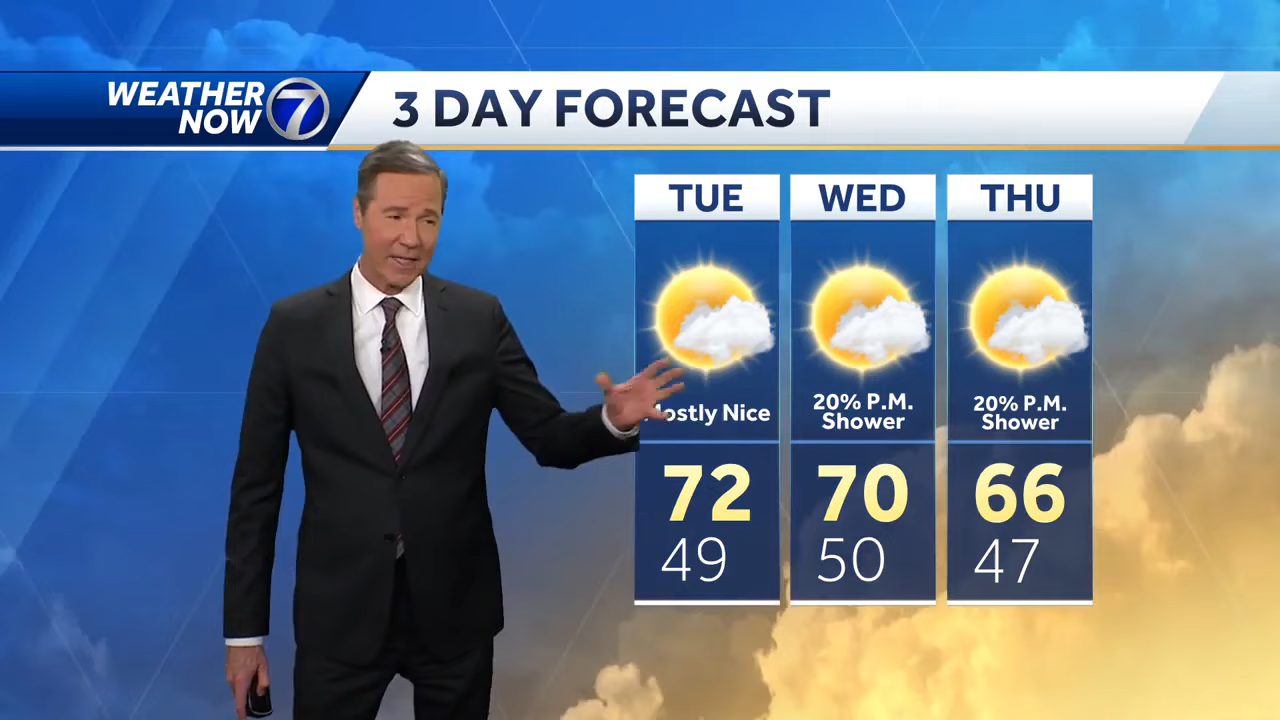 WEATHER
NOW 7
3 DAY FORECAST
TUE
WED
THU
Mostly Nice
20% P.M.
Shower
20% P.M.
Shower
72
70
66
49
50
47